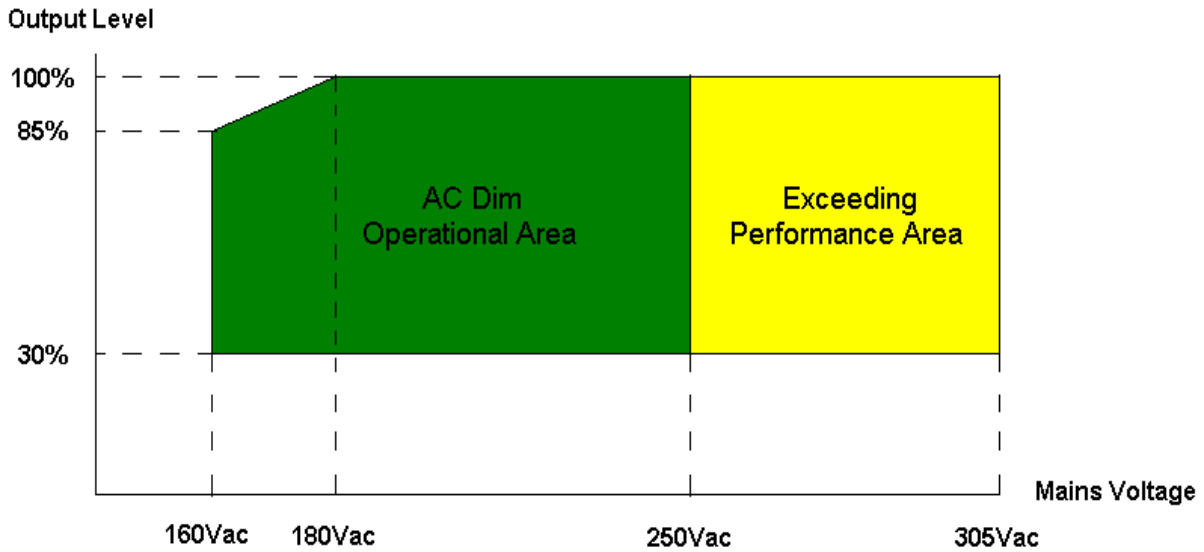 Output Level
100%
85%
AC Dim
Operational Area
Exceeding
Performance Area
30%
Mains Voltage
160Vac
180Vac
250Vac
305Vac